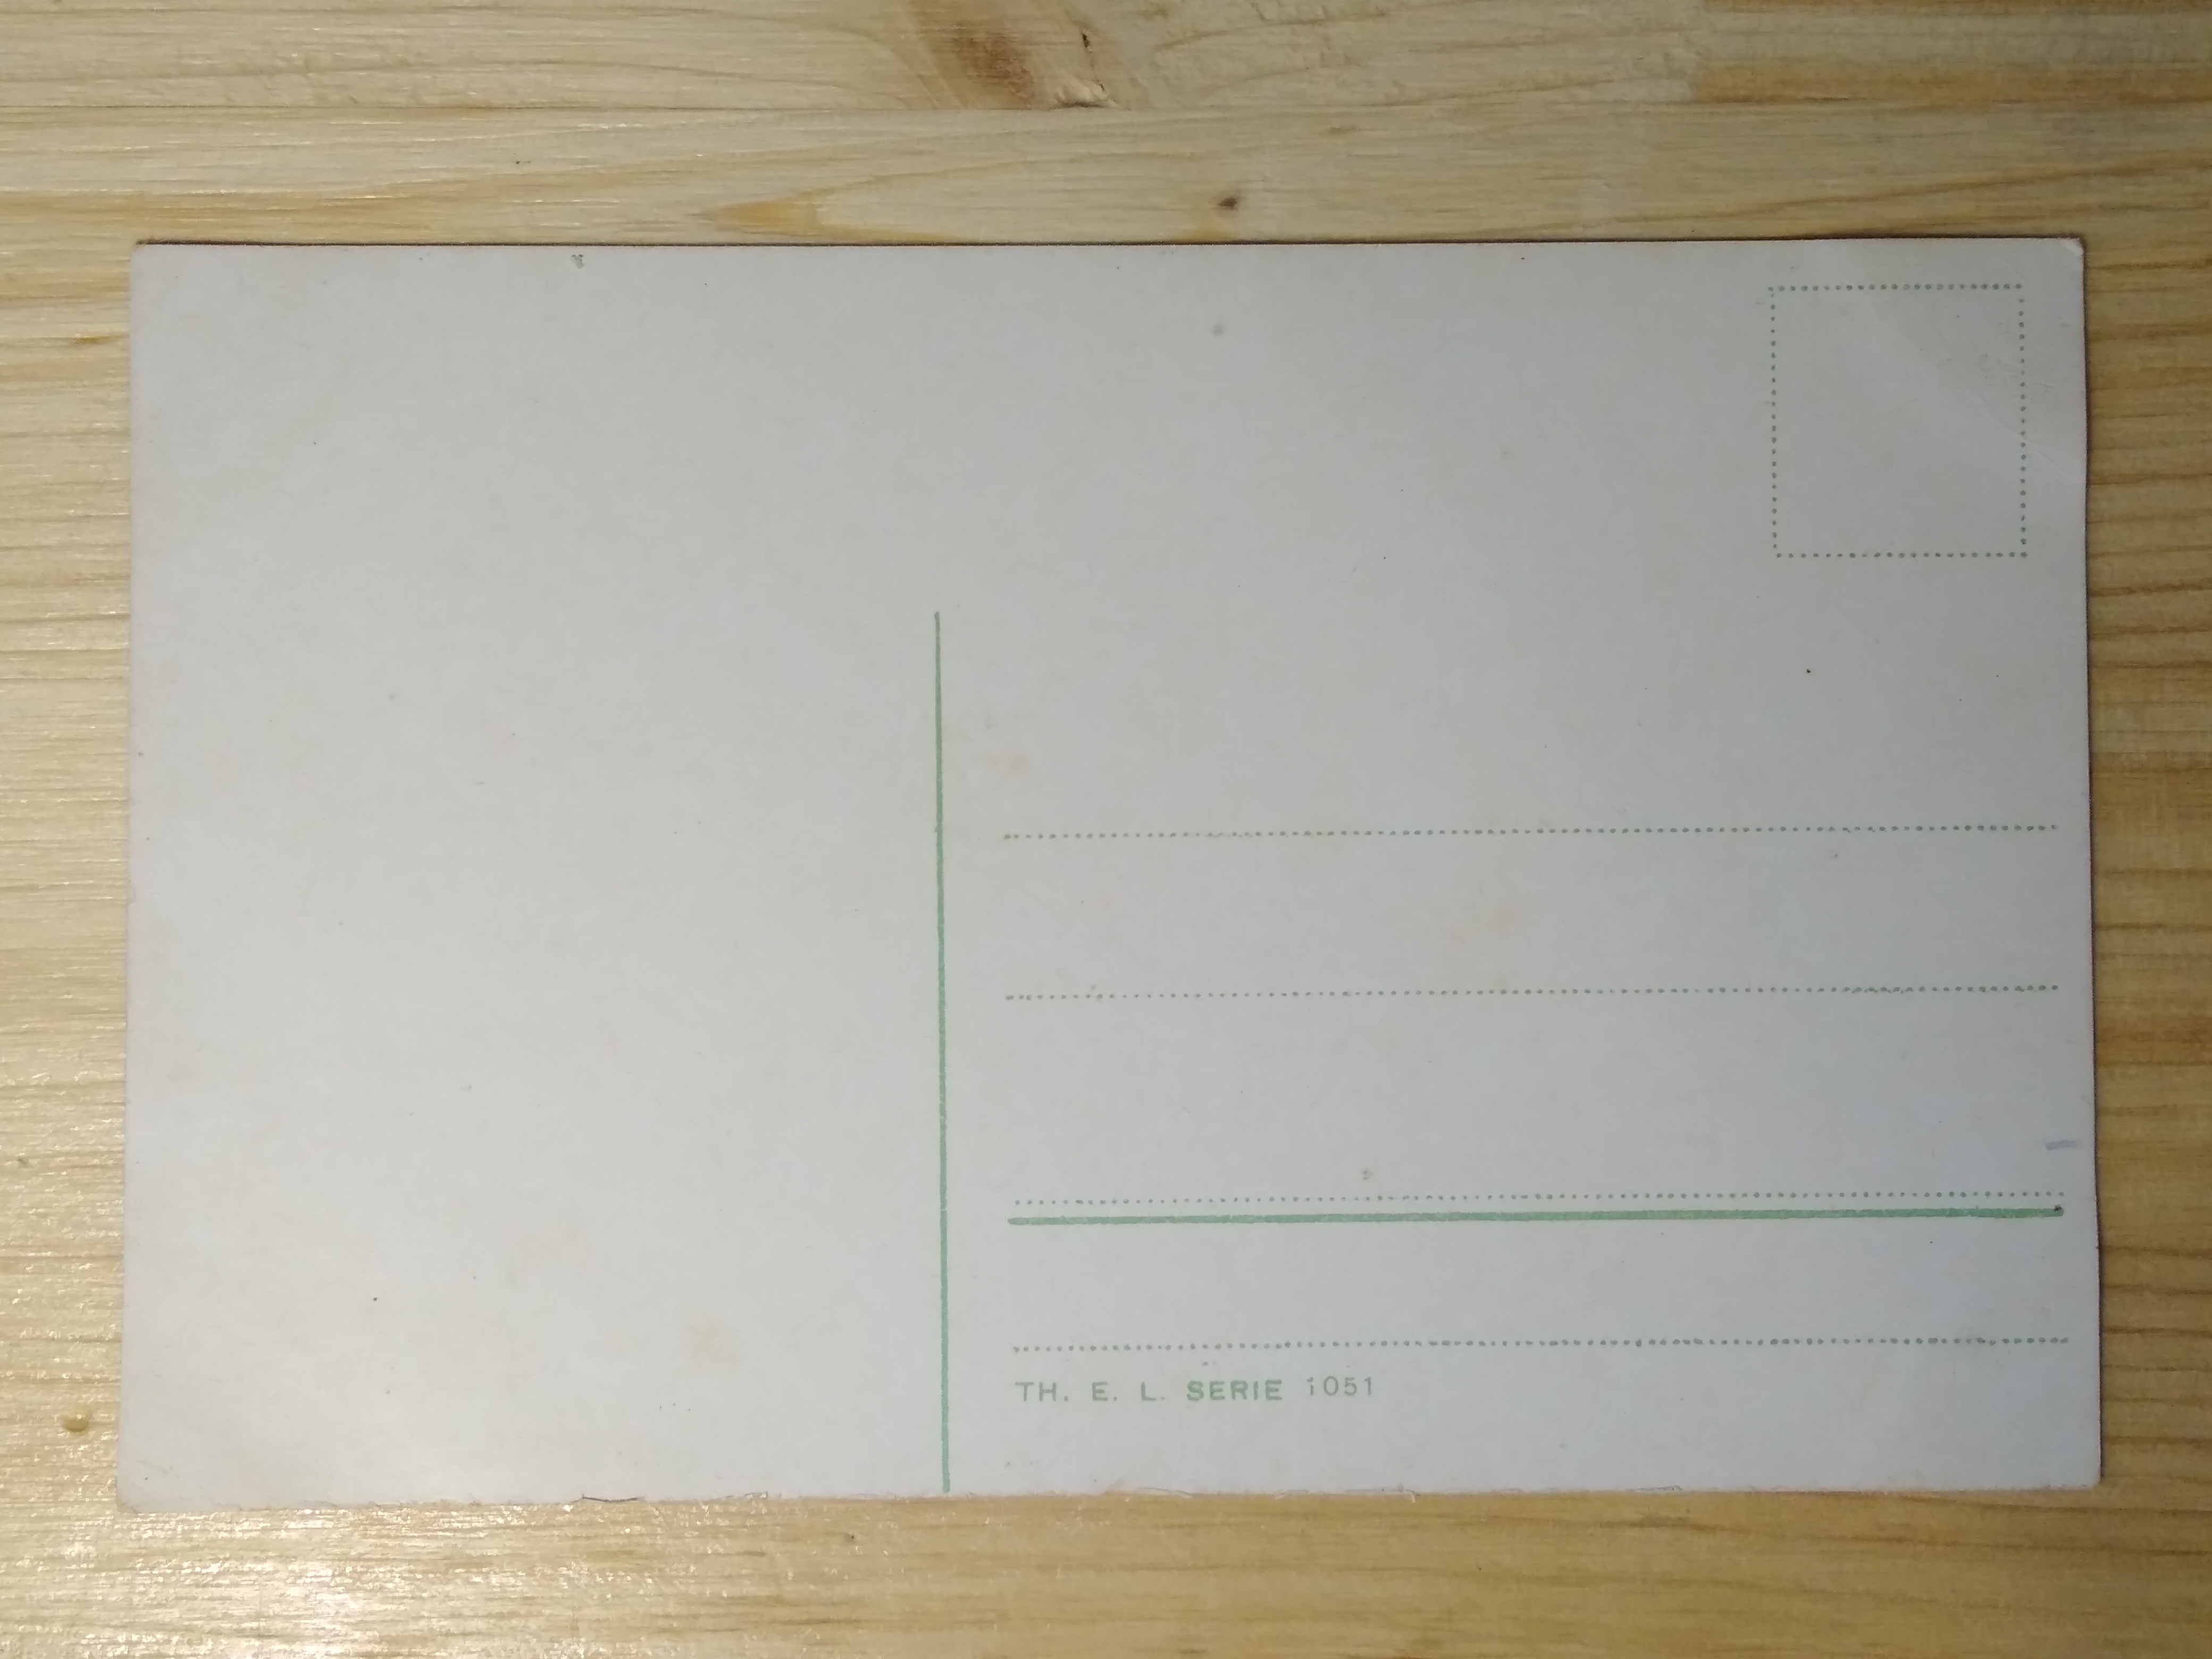 TH. E. L. SERIE 1051